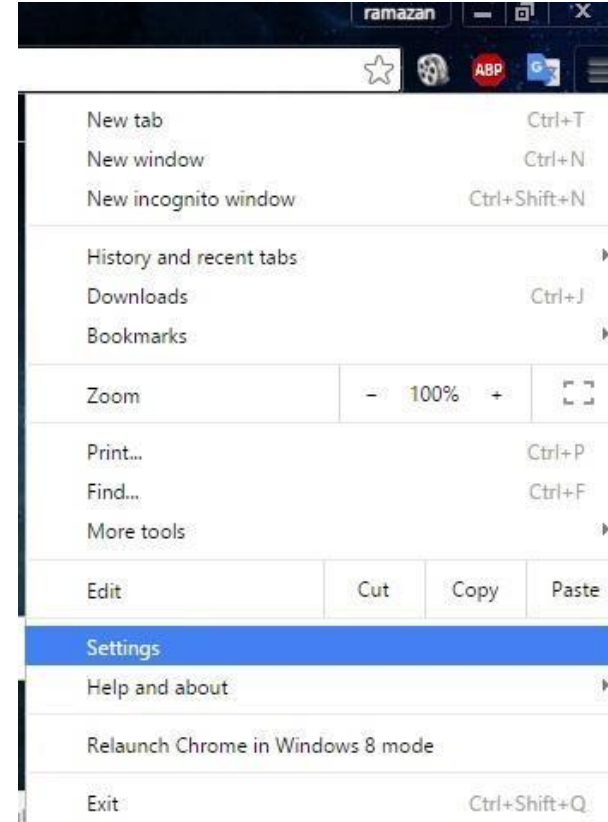 ramazan
ABP
G
New tab Ctrl+T
New window Ctrl+N
New incognito window Ctrl+Shift+N
History and recent tabs
Downloads Ctrl+J
Bookmarks
Zoom - 100% +
Print... Ctrl+P
Find... Ctrl+F
More tools
Edit Cut Copy Paste
Settings
Help and about
Relaunch Chrome in Windows 8 mode
Exit Ctrl+Shift+Q